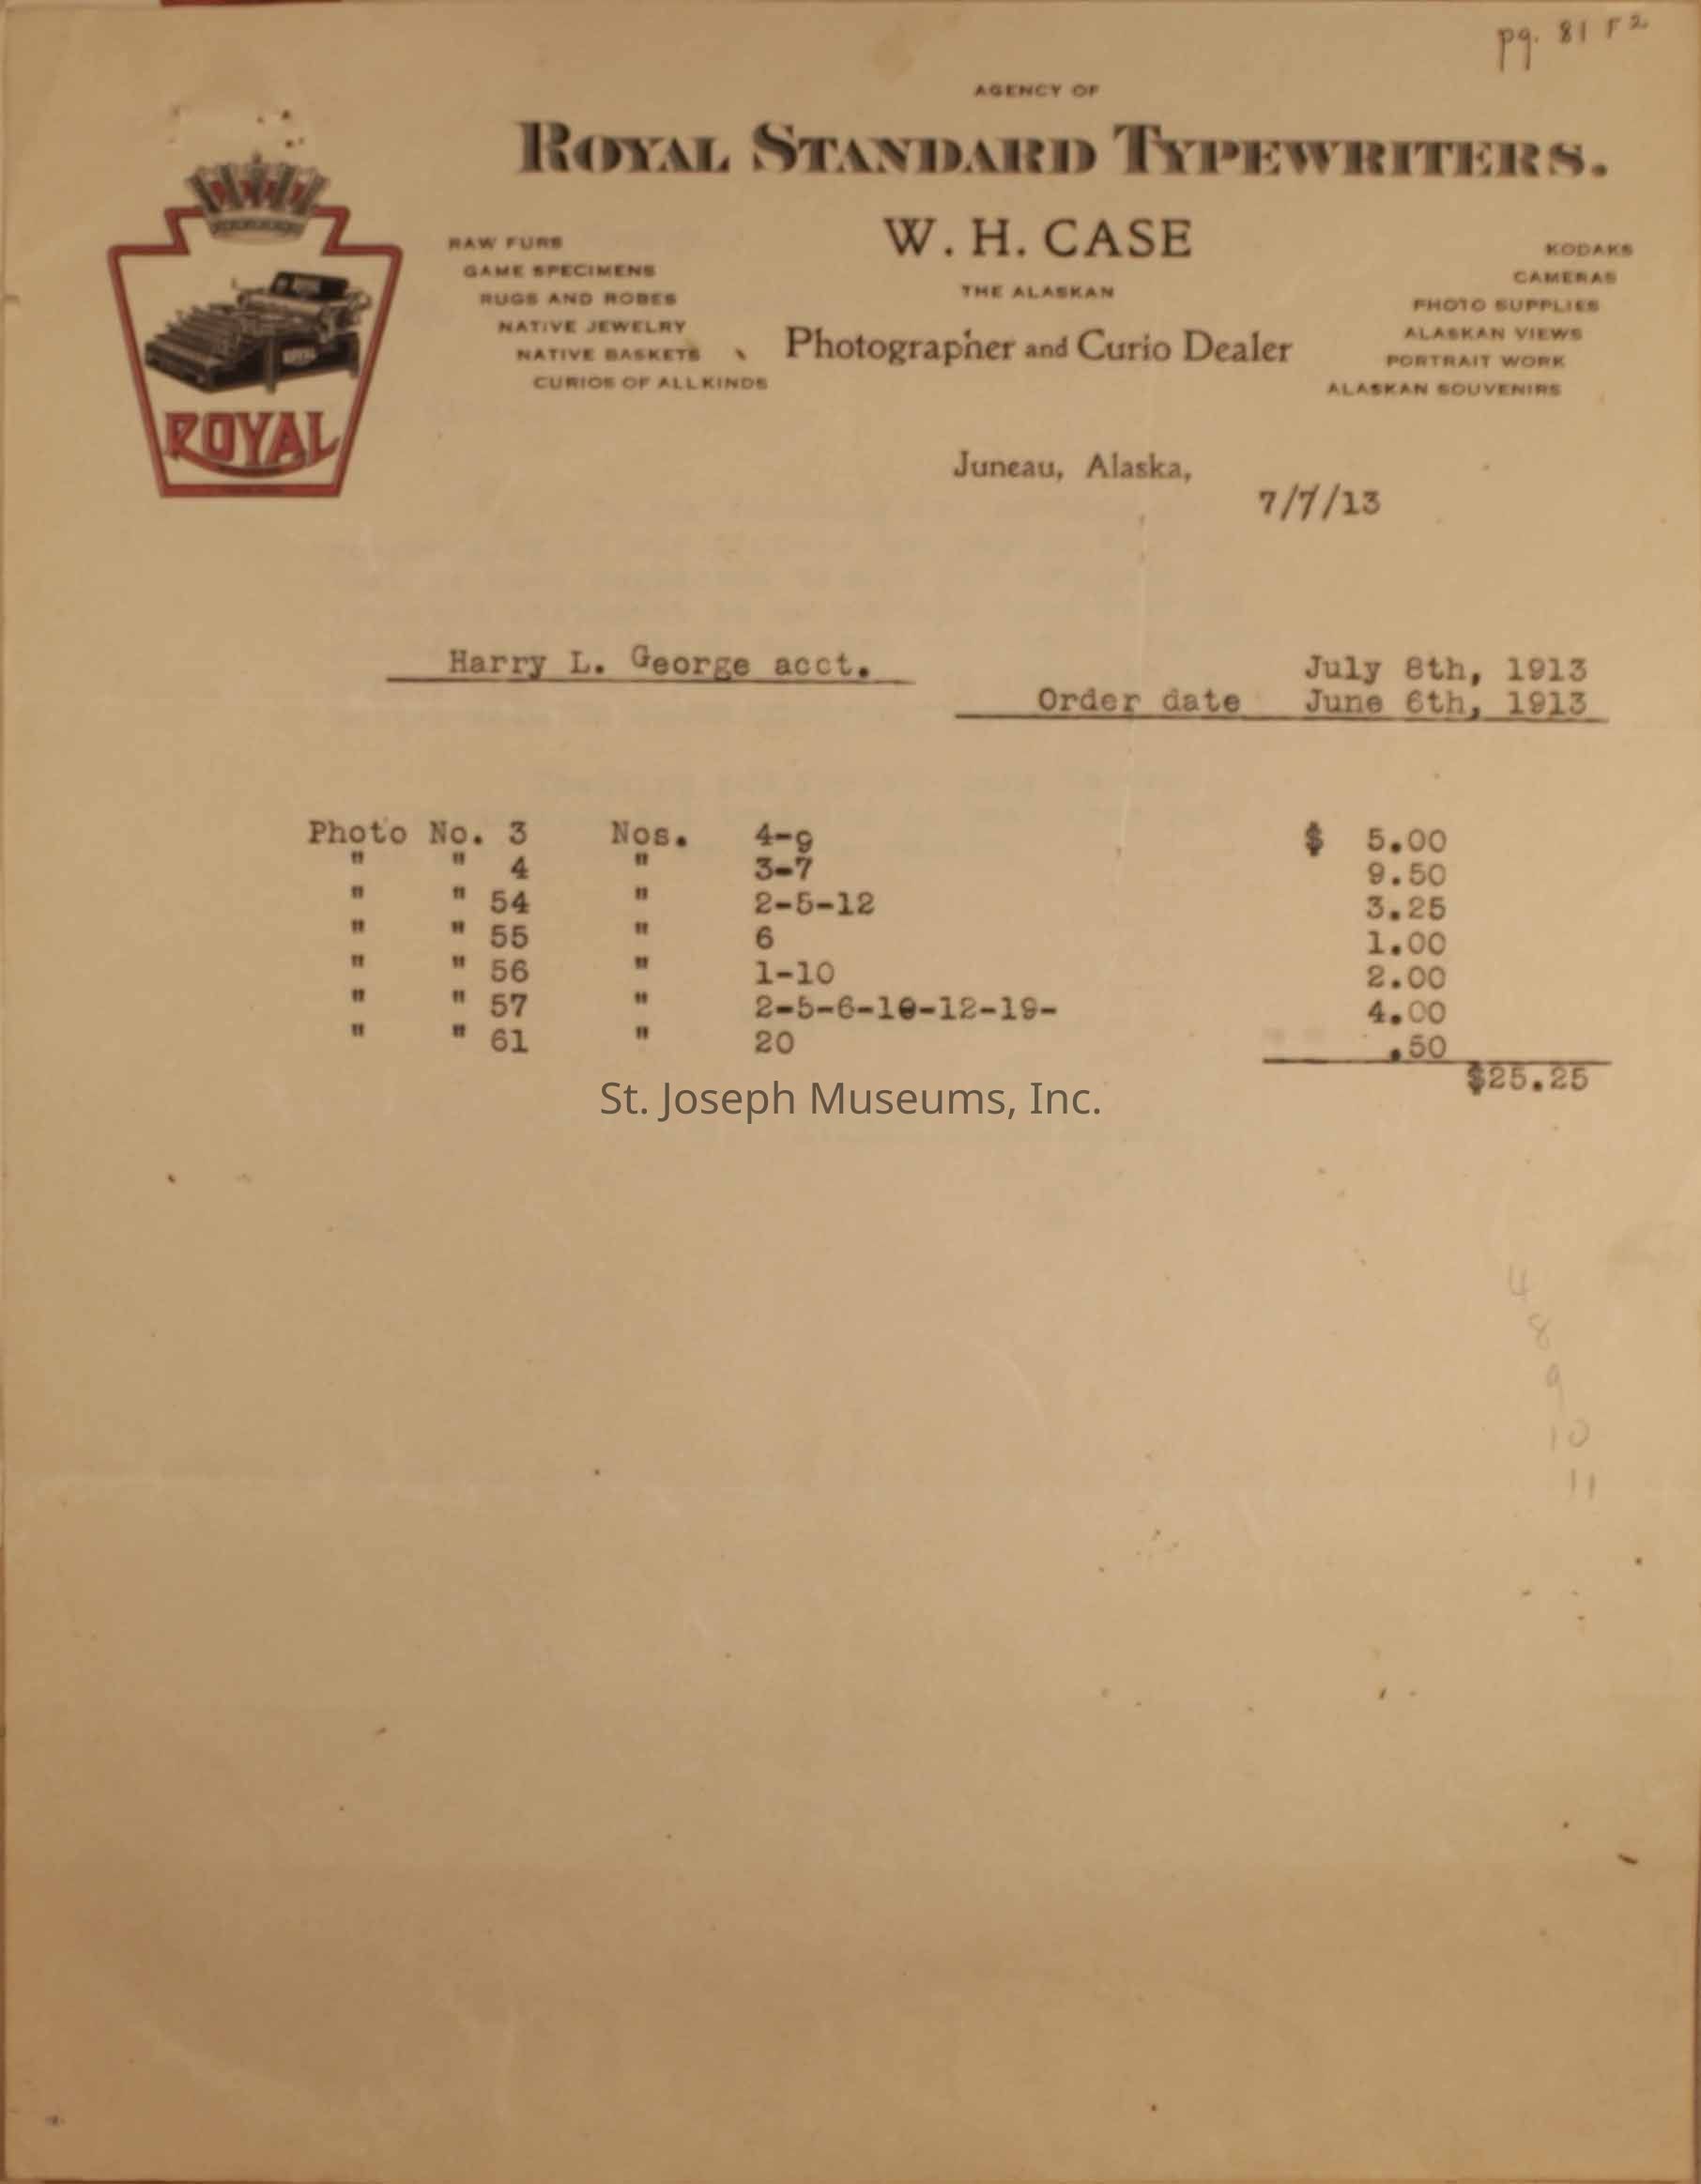 pg. 81 F2
AGENCY OF
ROYAL STANDARD TYPEWRITERS.
W. H. CASE
THE ALASKAN
Photographer and Curio Dealer
RAW FURS
GAME SPECIMENS
RUGS AND ROBES
NATIVE JEWELRY
NATIVE BASKETS
CURIOS OF ALL KINDS
KODAKS
CAMERAS
PHOTO SUPPLIES
ALASKAN VIEWS
PORTRAIT WORK
ALASKAN SOUVENIRS
ROYAL
Juneau, Alaska,
7/7/13
Harry L. George acct. July 8th, 1913
Order date June 6th, 1913
Photo No. 3 Nos. 4-9 $ 5.00
" " 4 " 3-7 9.50
" " 54 " 2-5-12 3.25
" " 55 " 6 1.00
" " 56 " 1-10 2.00
" " 57 " 2-5-6-10-12-19- 4.00
" " 61 " 20 .50
$25.25
St. Joseph Museums, Inc.
4
8
9
10
11